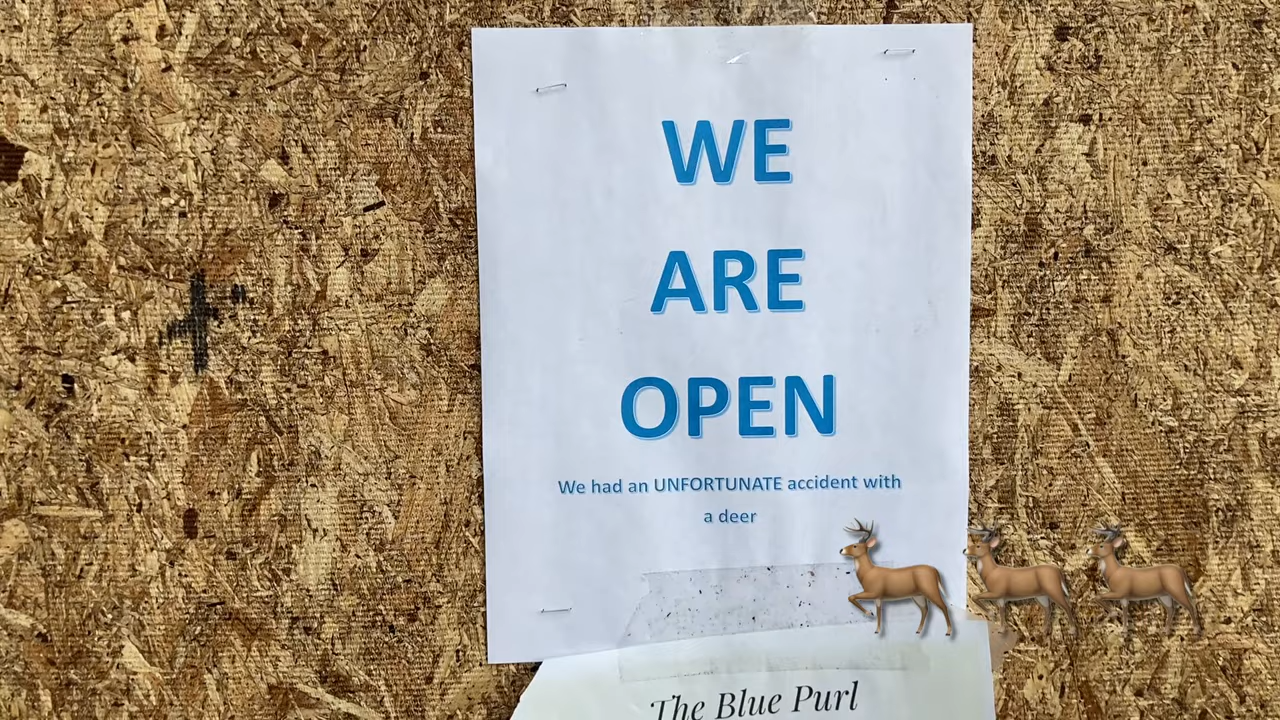 WE
ARE
OPEN
We had an UNFORTUNATE accident with
a deer
The Blue Purl